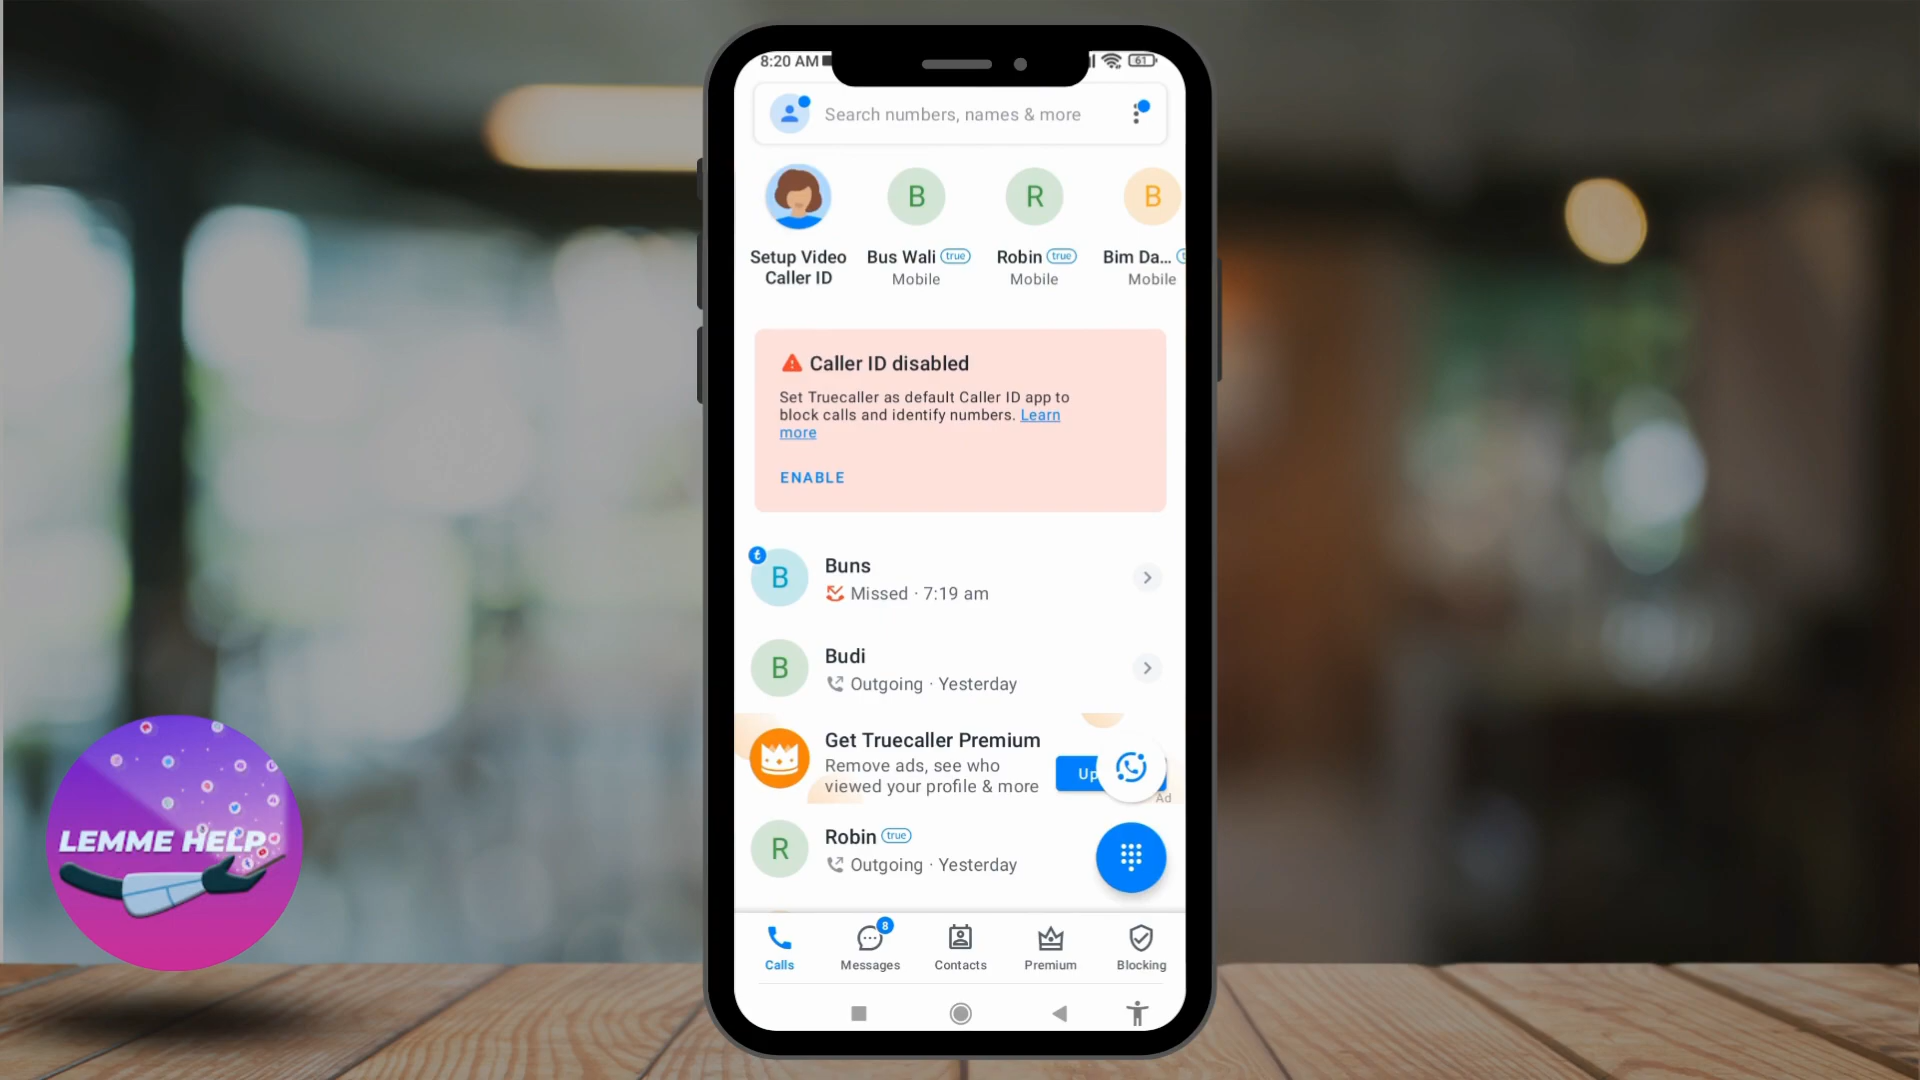 8:20 AM
61
Search numbers, names & more
B
R
B
Setup Video
Caller ID
Bus Wali true
Mobile
Robin true
Mobile
Bim Da...
Mobile
Caller ID disabled
Set Truecaller as default Caller ID app to
block calls and identify numbers. Learn
more
ENABLE
B
Buns
Missed · 7:19 am
B
Budi
Outgoing · Yesterday
Get Truecaller Premium
Remove ads, see who
viewed your profile & more
Up
Ad
R
Robin true
Outgoing · Yesterday
8
Calls
Messages
Contacts
Premium
Blocking
LEMME HELP